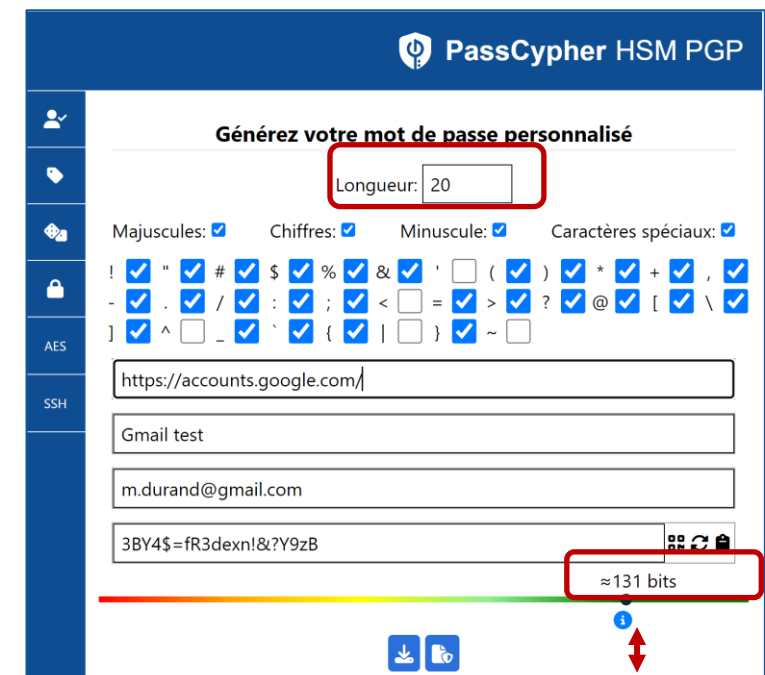 PassCypher HSM PGP
Générez votre mot de passe personnalisé
Longueur: 20
Majuscules: Chiffres: Minuscule: Caractères spéciaux:
! " # $ % & ' ( ) * + ,
- . / : ; < = > ? @ [ \
] ^ _ ` { | } ~
AES
https://accounts.google.com/
SSH
Gmail test
m.durand@gmail.com
3BY4$=fR3dexn!&?Y9zB
≈131 bits